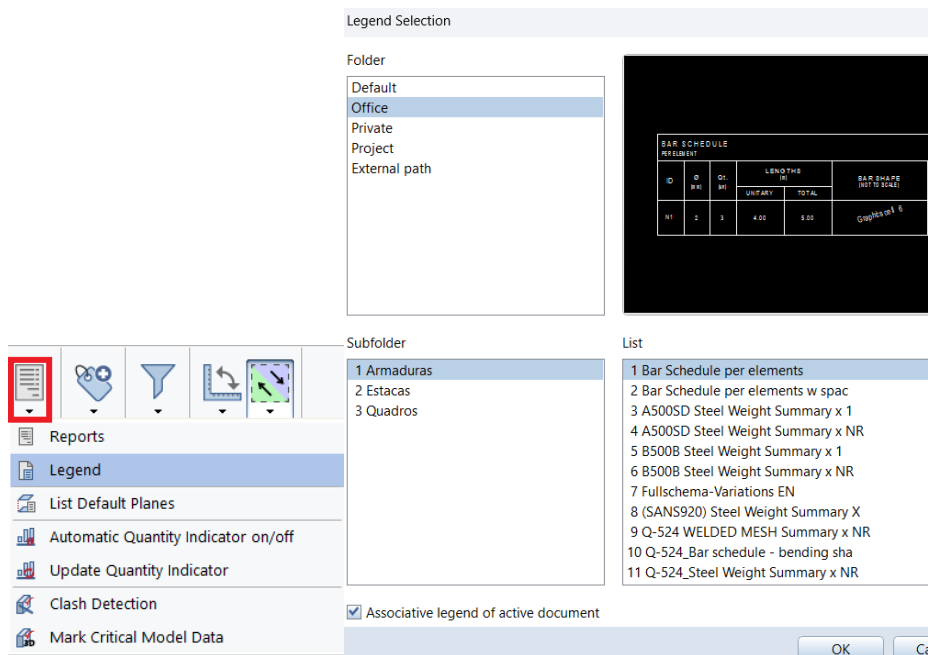 Legend Selection
Folder
Default
Office
Private
Project
External path
BAR SCHEDULE
PER ELEMENT
ID
Ø
(mm)
Qt.
(un)
LENGTHS
(m)
UNITARY
TOTAL
BAR SHAPE
(NOT TO SCALE)
N1
2
3
4.00
5.00
Graphics cell 6
Subfolder
1 Armaduras
2 Estacas
3 Quadros
List
1 Bar Schedule per elements
2 Bar Schedule per elements w spac
3 A500SD Steel Weight Summary x 1
4 A500SD Steel Weight Summary x NR
5 B500B Steel Weight Summary x 1
6 B500B Steel Weight Summary x NR
7 Fullschema-Variations EN
8 (SANS920) Steel Weight Summary X
9 Q-524 WELDED MESH Summary x NR
10 Q-524_Bar schedule - bending sha
11 Q-524_Steel Weight Summary x NR
Associative legend of active document
OK
Ca
Reports
Legend
List Default Planes
Automatic Quantity Indicator on/off
Update Quantity Indicator
Clash Detection
Mark Critical Model Data